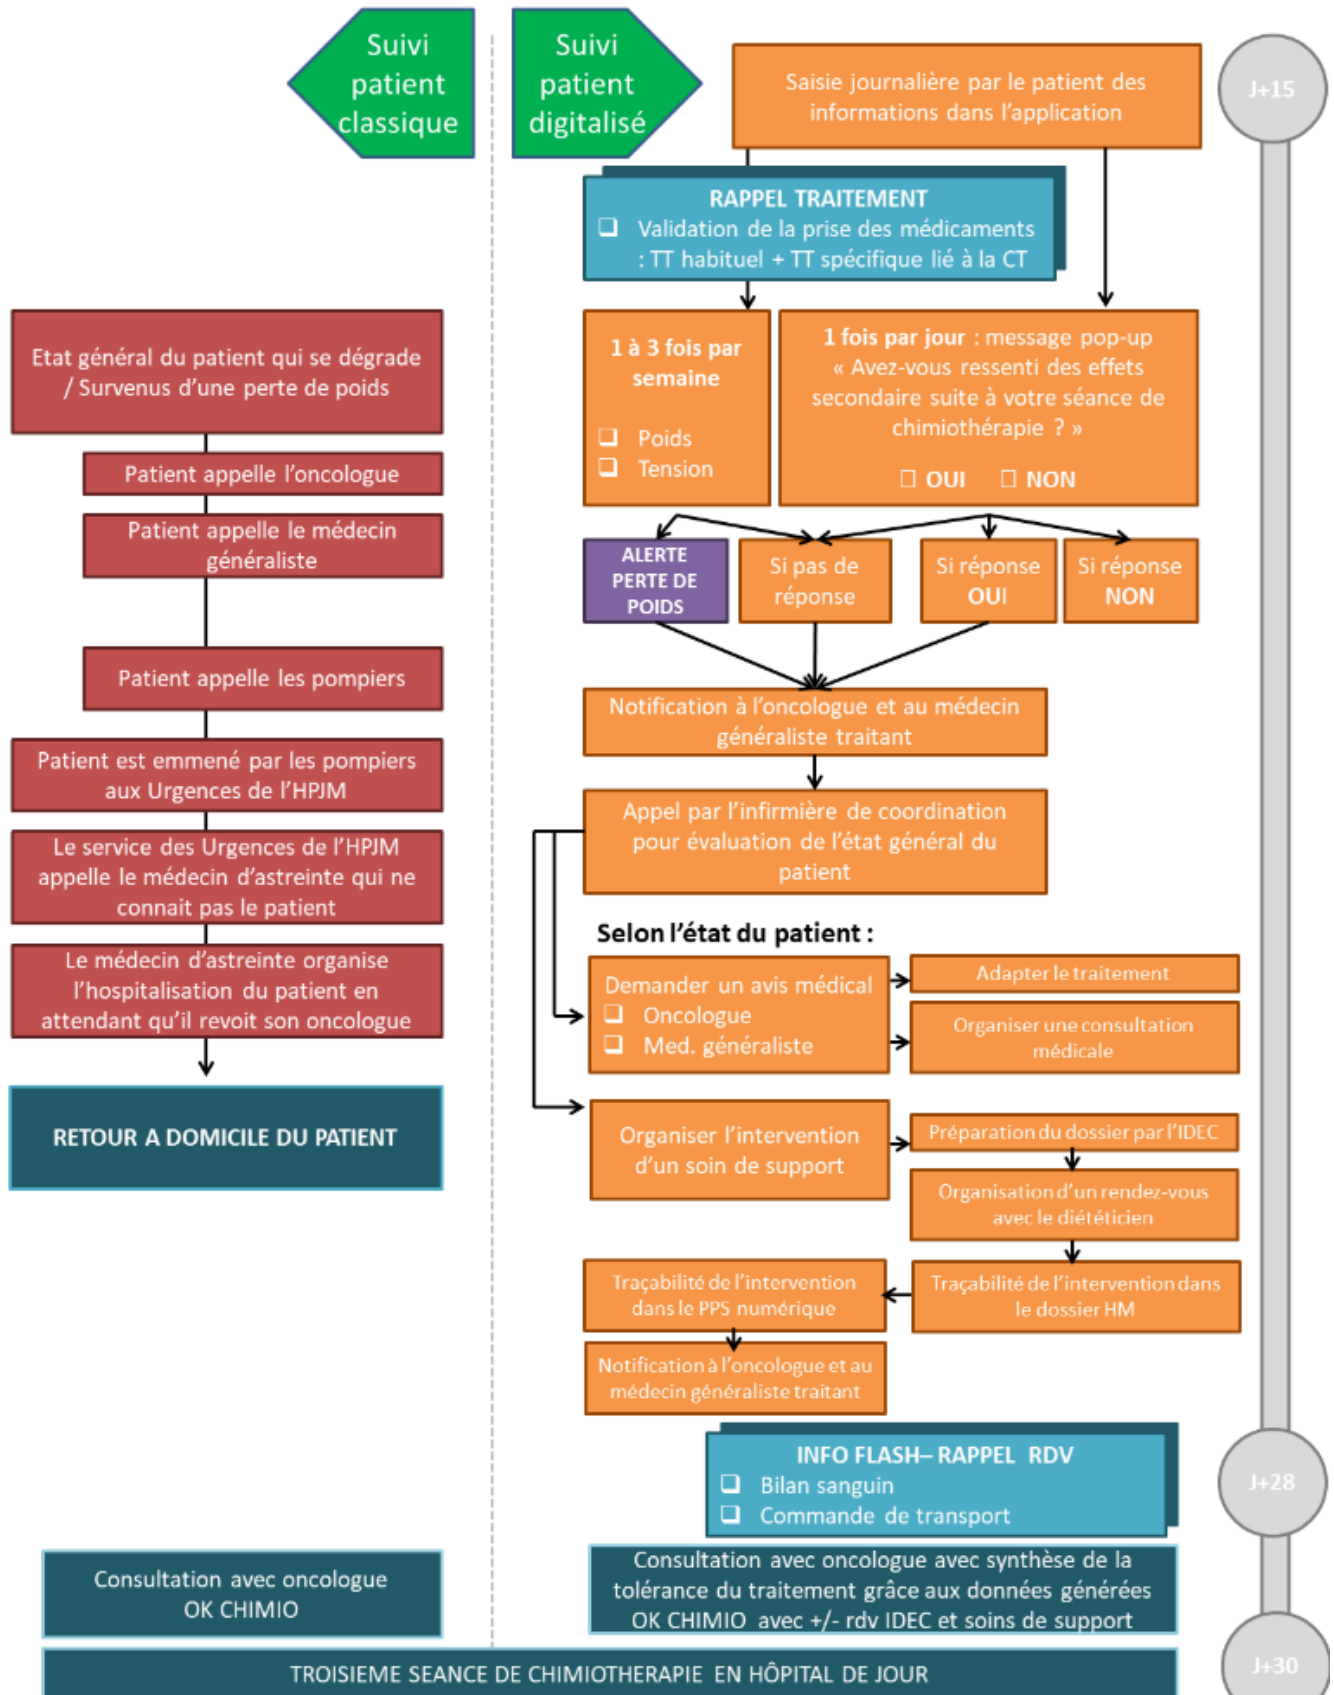 Suivi
patient
classique
Suivi
patient
digitalisé
Saisie journalière par le patient des
informations dans l'application
J+15
RAPPEL TRAITEMENT
❑ Validation de la prise des médicaments
: TT habituel + TT spécifique lié à la CT
Etat général du patient qui se dégrade
/ Survenus d'une perte de poids
Patient appelle l'oncologue
Patient appelle le médecin
généraliste
Patient appelle les pompiers
Patient est emmené par les pompiers
aux Urgences de l'HPJM
Le service des Urgences de l'HPJM
appelle le médecin d'astreinte qui ne
connait pas le patient
Le médecin d'astreinte organise
l'hospitalisation du patient en
attendant qu'il revoit son oncologue
RETOUR A DOMICILE DU PATIENT
1 à 3 fois par
semaine
❑ Poids
❑ Tension
1 fois par jour : message pop-up
« Avez-vous ressenti des effets
secondaire suite à votre séance de
chimiothérapie ? »
☐ OUI ☐ NON
ALERTE
PERTE DE
POIDS
Si pas de
réponse
Si réponse
OUI
Si réponse
NON
Notification à l'oncologue et au médecin
généraliste traitant
Appel par l'infirmière de coordination
pour évaluation de l'état général du
patient
Selon l'état du patient :
Demander un avis médical
❑ Oncologue
❑ Med. généraliste
Adapter le traitement
Organiser une consultation
médicale
Organiser l'intervention
d'un soin de support
Préparation du dossier par l'IDEC
Organisation d'un rendez-vous
avec le diététicien
Traçabilité de l'intervention dans
le dossier HM
Traçabilité de l'intervention
dans le PPS numérique
Notification à l'oncologue et au
médecin généraliste traitant
INFO FLASH– RAPPEL RDV
❑ Bilan sanguin
❑ Commande de transport
J+28
Consultation avec oncologue
OK CHIMIO
Consultation avec oncologue avec synthèse de la
tolérance du traitement grâce aux données générées
OK CHIMIO avec +/- rdv IDEC et soins de support
TROISIEME SEANCE DE CHIMIOTHERAPIE EN HÔPITAL DE JOUR
J+30